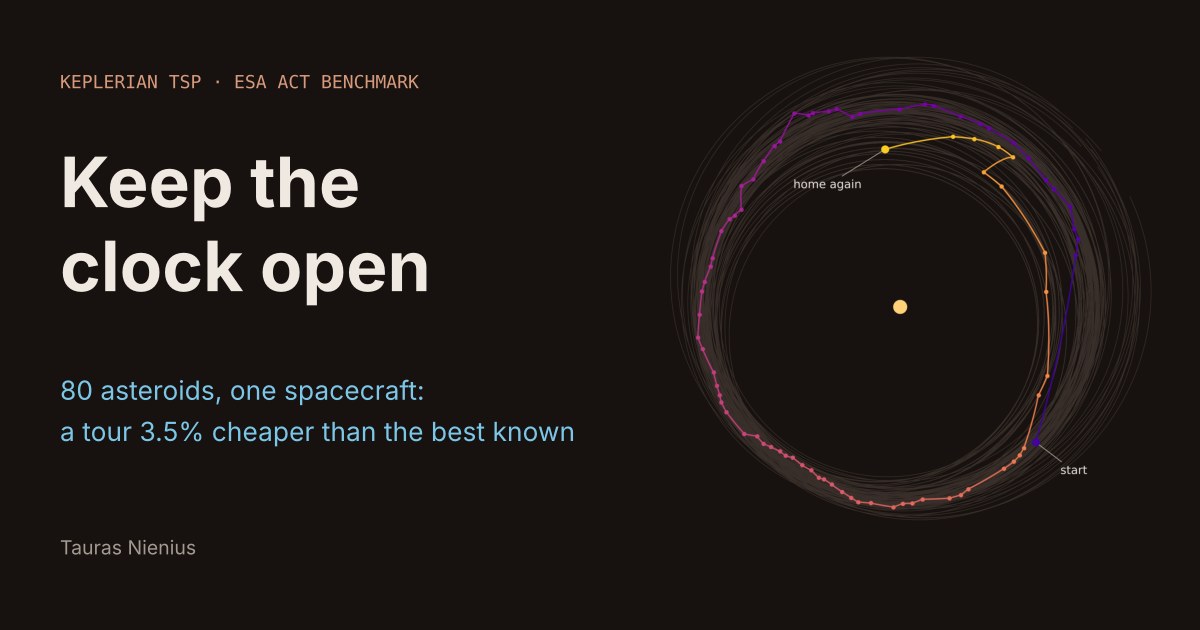 KEPLERIAN TSP · ESA ACT BENCHMARK
Keep the
clock open
80 asteroids, one spacecraft:
a tour 3.5% cheaper than the best known
Tauras Nienius
home again
start